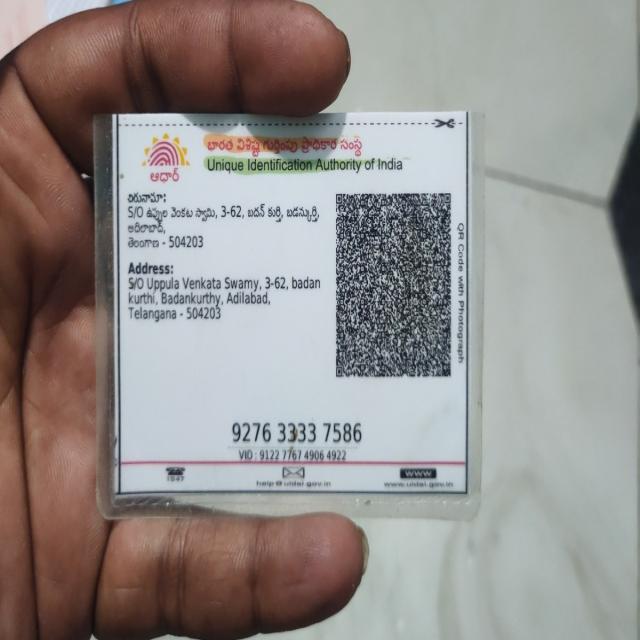 భారత విశిష్ట గుర్తింపు ప్రాధికార సంస్థ
Unique Identification Authority of India
ఆధార్
చిరునామా:
S/O ఉప్పుల వెంకట స్వామి, 3-62, బదన్ కుర్తి, బడన్కుర్తి,
అదిలాబాద్,
తెలంగాణ - 504203
Address:
S/O Uppula Venkata Swamy, 3-62, badan
kurthi, Badankurthy, Adilabad,
Telangana - 504203
QR Code with Photograph
9276 3333 7586
VID : 9122 7767 4906 4922
1947
help@uidai.gov.in
www
www.uidai.gov.in